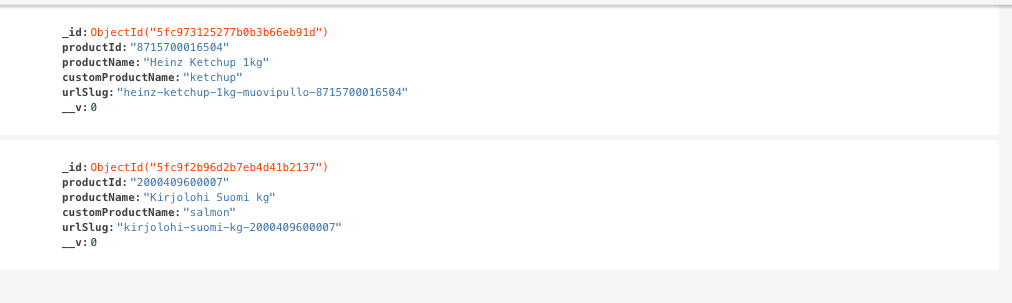 _id: ObjectId("5fc973125277b0b3b66eb91d")
productId: "8715700016504"
productName: "Heinz Ketchup 1kg"
customProductName: "ketchup"
urlSlug: "heinz-ketchup-1kg-muovipullo-8715700016504"
__v: 0
_id: ObjectId("5fc9f2b96d2b7eb4d41b2137")
productId: "2000409600007"
productName: "Kirjolohi Suomi kg"
customProductName: "salmon"
urlSlug: "kirjolohi-suomi-kg-2000409600007"
__v: 0